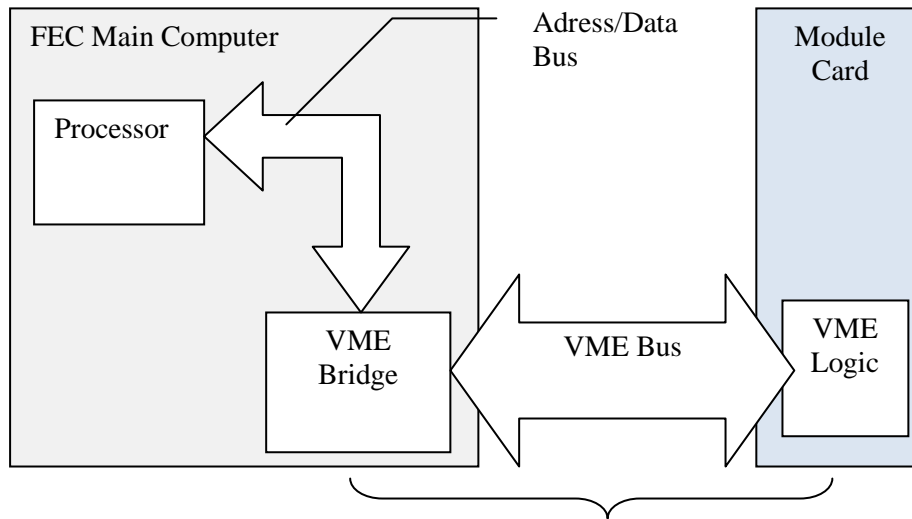 FEC Main Computer
Adress/Data
Bus
Module
Card
Processor
VME
Bridge
VME Bus
VME
Logic